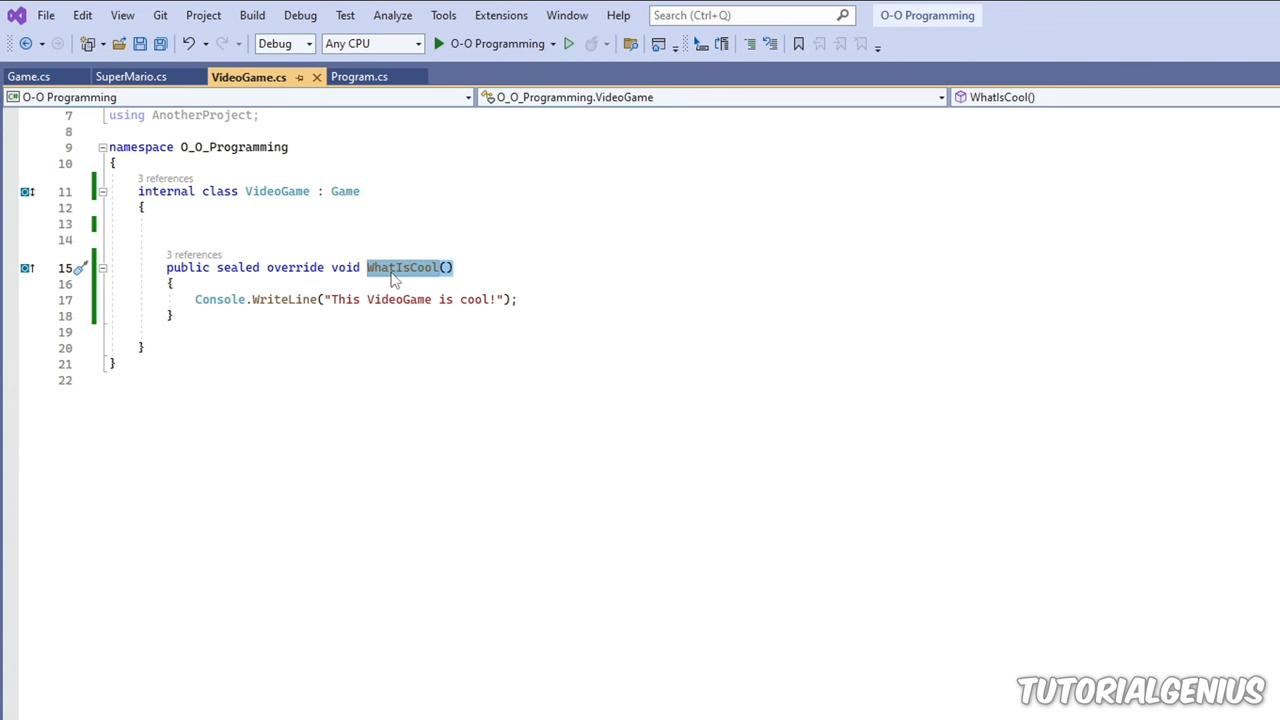 File Edit View Git Project Build Debug Test Analyze Tools Extensions Window Help Search (Ctrl+Q) O-O Programming
Debug Any CPU O-O Programming
Game.cs SuperMario.cs VideoGame.cs Program.cs
O-O Programming O_O_Programming.VideoGame WhatIsCool()
7 using AnotherProject;
8
9 namespace O_O_Programming
10 {
3 references
11 internal class VideoGame : Game
12 {
13
14
3 references
15 public sealed override void WhatIsCool()
16 {
17 Console.WriteLine("This VideoGame is cool!");
18 }
19
20 }
21 }
22
TUTORIALGENIUS